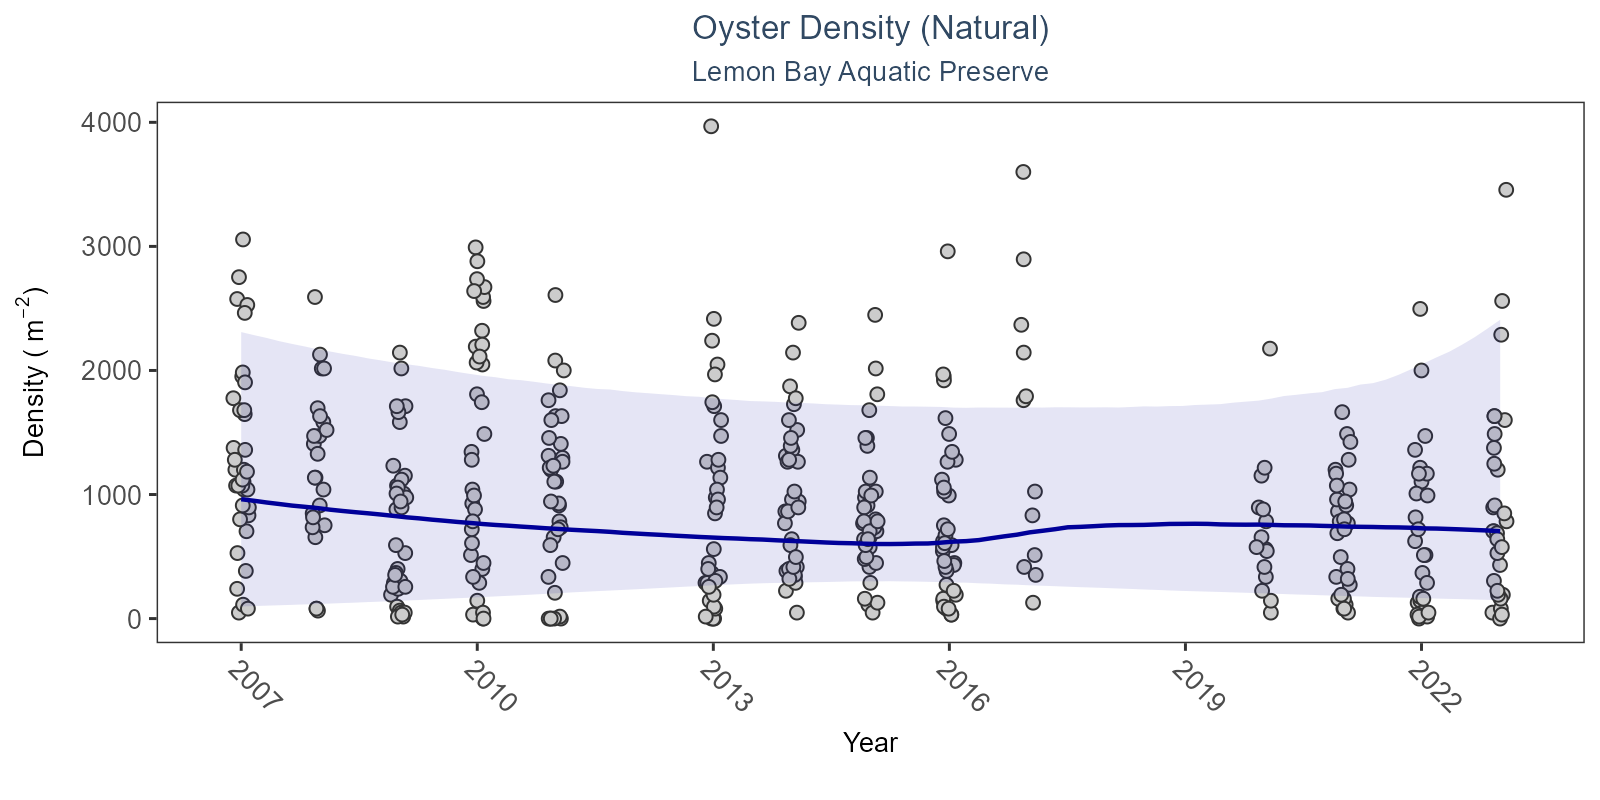 Oyster Density (Natural)
Lemon Bay Aquatic Preserve
4000
3000
2000
1000
0
Density ( m⁻²)
2007
2010
2013
2016
2019
2022
Year